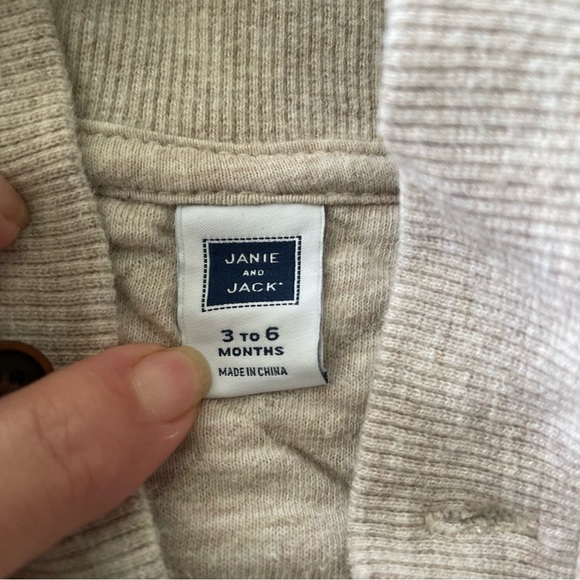 JANIE
AND
JACK
3 TO 6
MONTHS
MADE IN CHINA